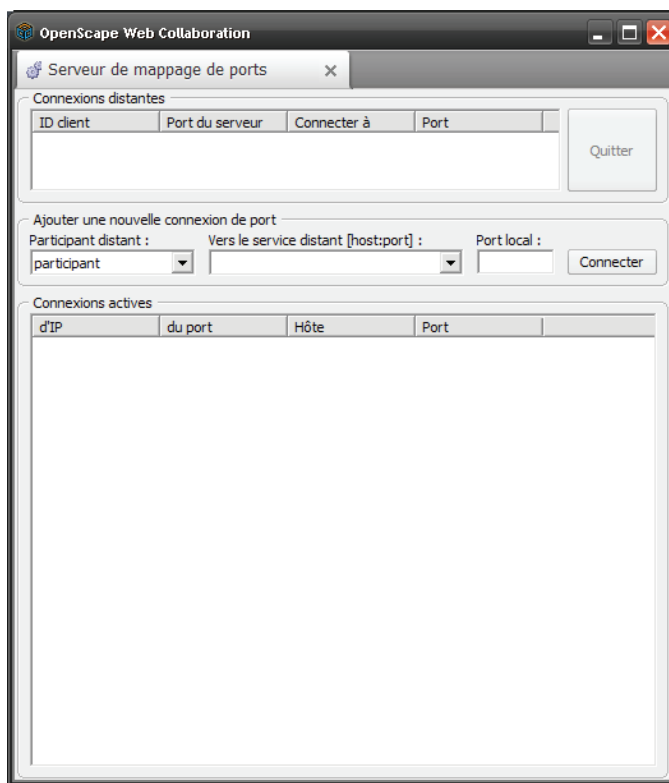 OpenScape Web Collaboration
Serveur de mappage de ports
Connexions distantes
ID client Port du serveur Connecter à Port
Quitter
Ajouter une nouvelle connexion de port
Participant distant : Vers le service distant [host:port] : Port local :
participant Connecter
Connexions actives
d'IP du port Hôte Port